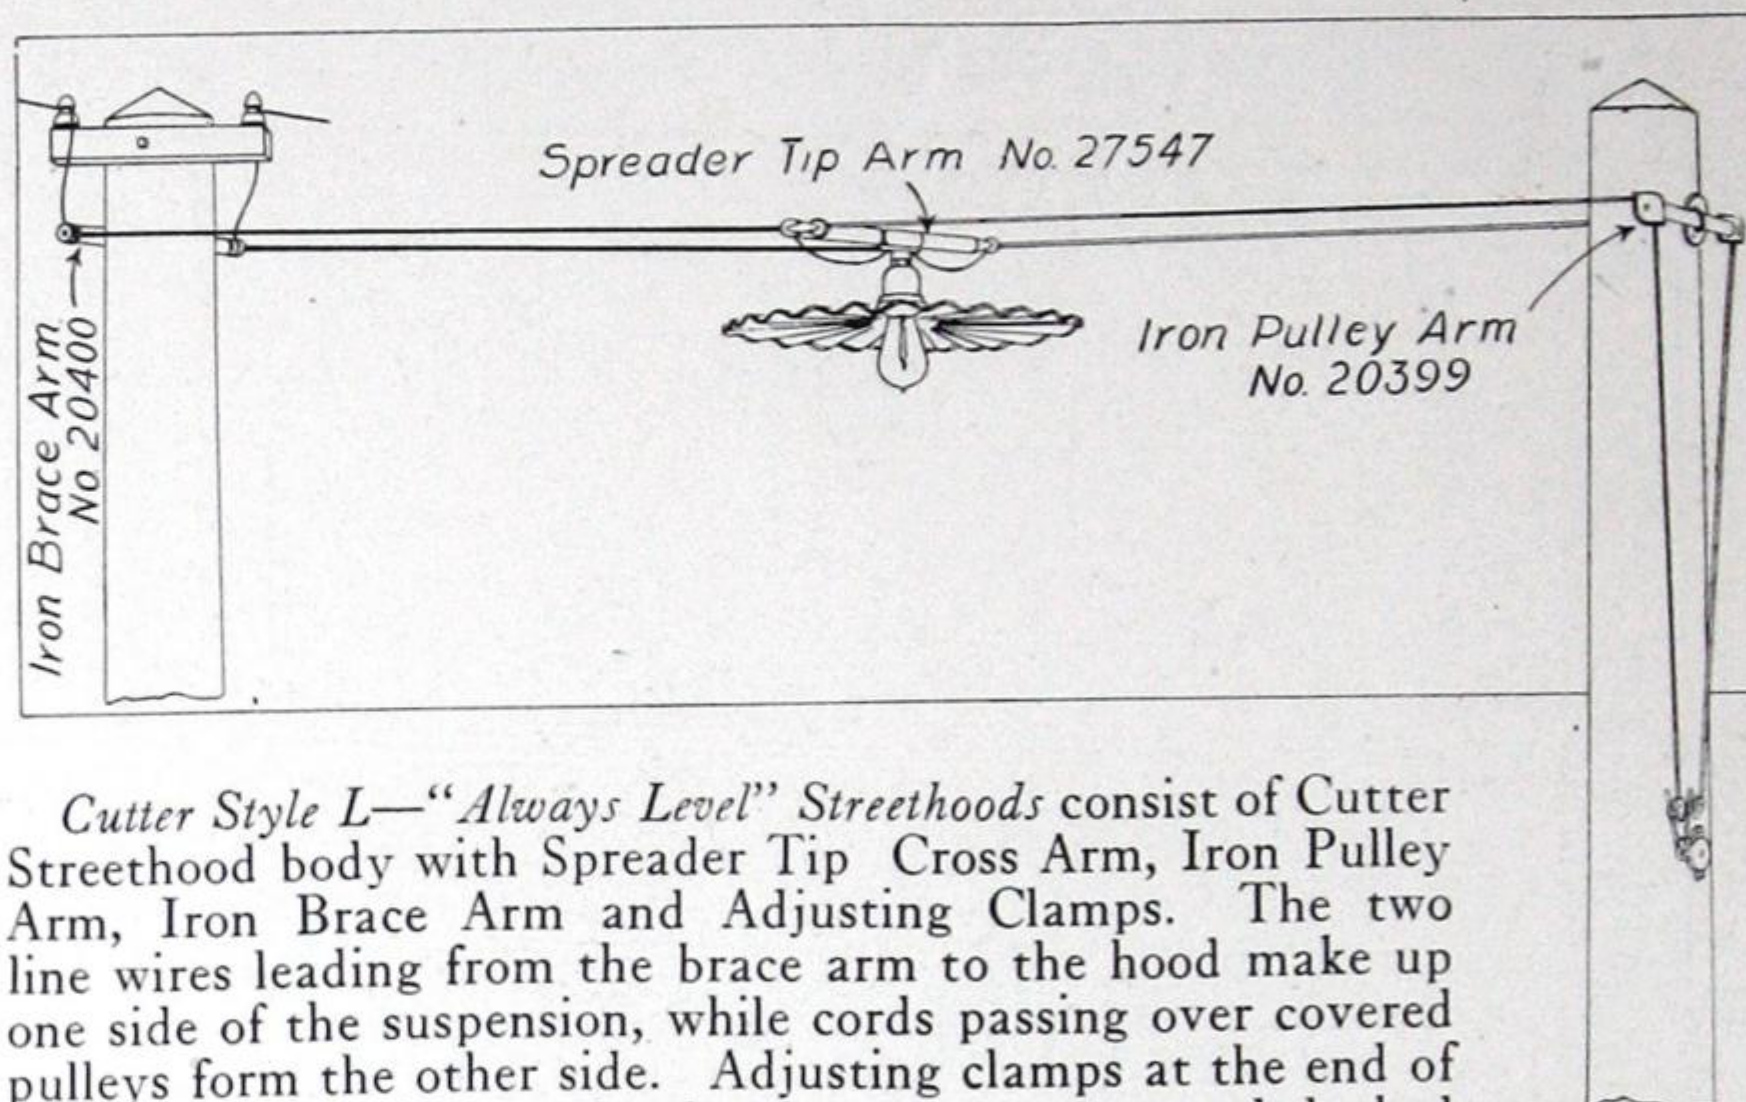 Spreader Tip Arm No. 27547
Iron Brace Arm
No 20400
Iron Pulley Arm
No. 20399
Cutter Style L—“Always Level” Streethoods consist of Cutter
Streethood body with Spreader Tip Cross Arm, Iron Pulley
Arm, Iron Brace Arm and Adjusting Clamps. The two
line wires leading from the brace arm to the hood make up
one side of the suspension, while cords passing over covered
pulleys form the other side. Adjusting clamps at the end of